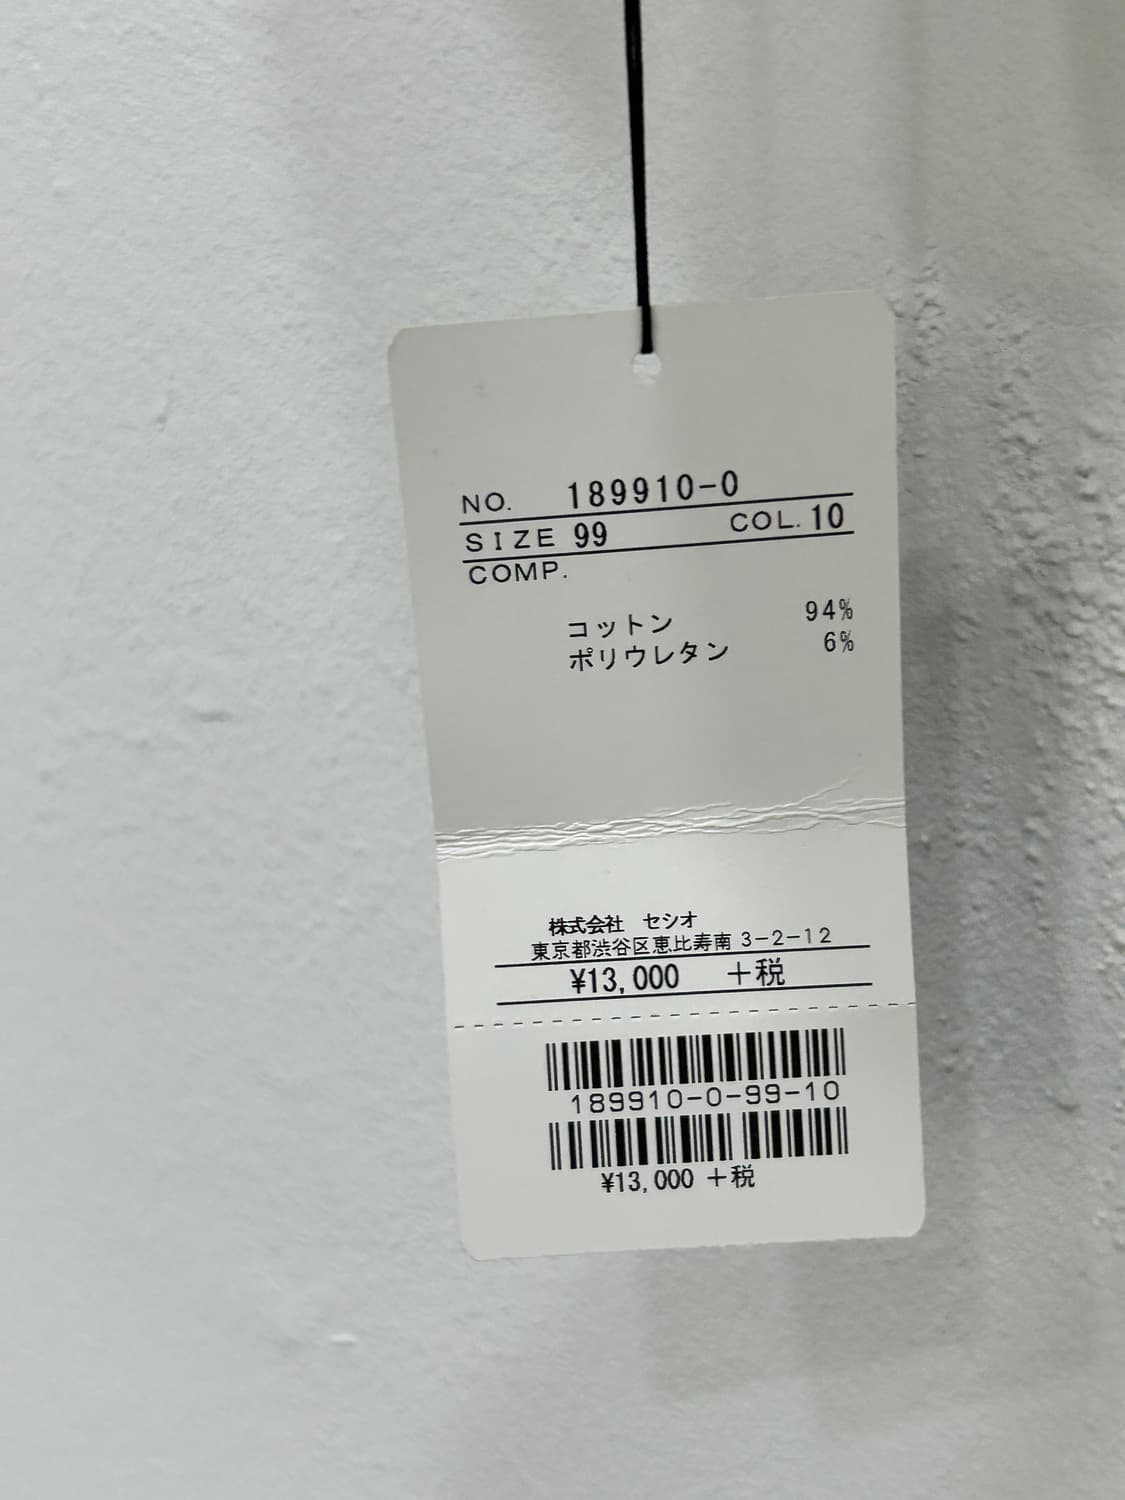 NO. 189910-0
SIZE 99 COL. 10
COMP.
コットン 94%
ポリウレタン 6%
株式会社 セシオ
東京都渋谷区恵比寿南 3-2-12
¥13,000 +税
189910-0-99-10
¥13,000 +税